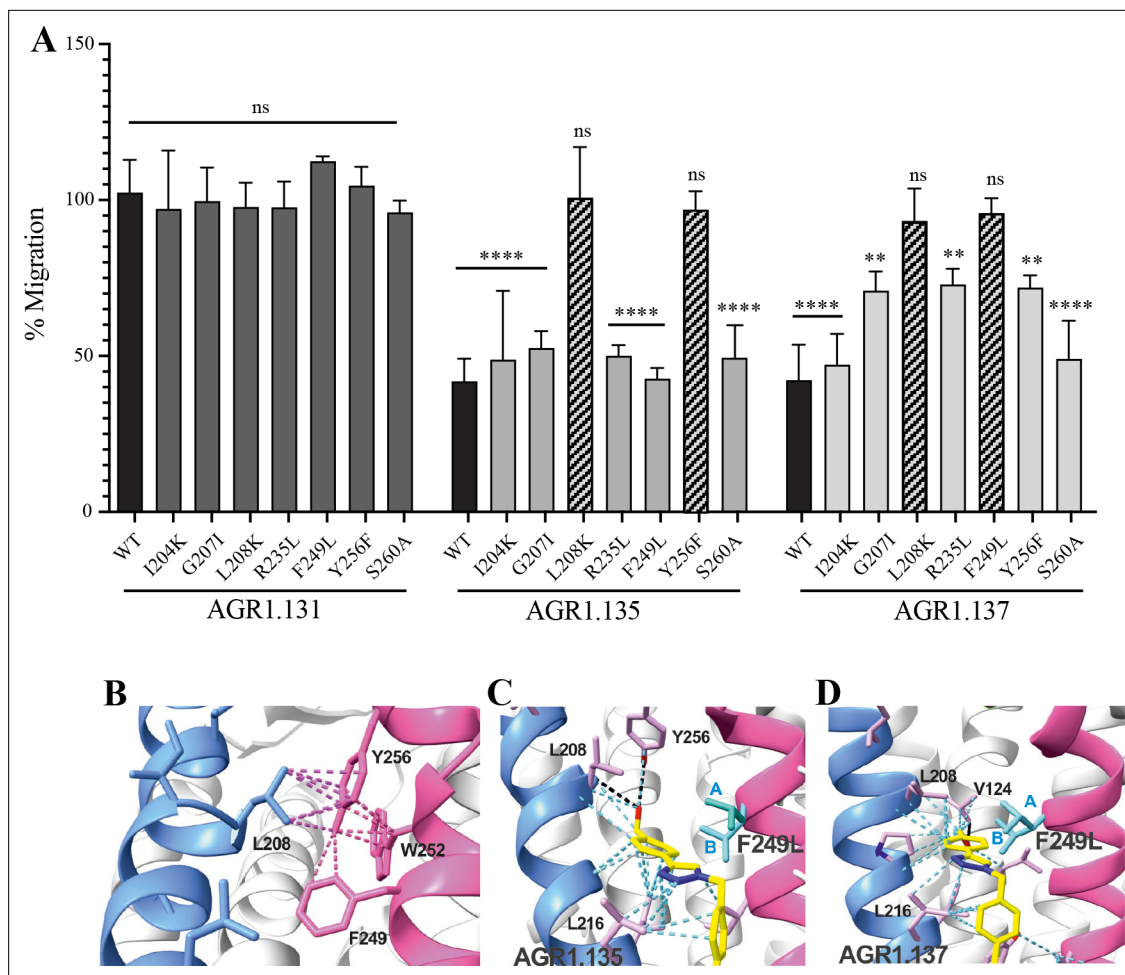 A
% Migration
150
100
50
0
ns
****
ns
****
ns
****
****
**
ns
**
ns
**
****
WT
I204K
G207I
L208K
R235L
F249L
Y256F
S260A
WT
I204K
G207I
L208K
R235L
F249L
Y256F
S260A
WT
I204K
G207I
L208K
R235L
F249L
Y256F
S260A
AGR1.131
AGR1.135
AGR1.137
B
Y256
L208
W252
F249
C
L208
Y256
A
B
F249L
L216
AGR1.135
D
L208
V124
A
B
F249L
L216
AGR1.137